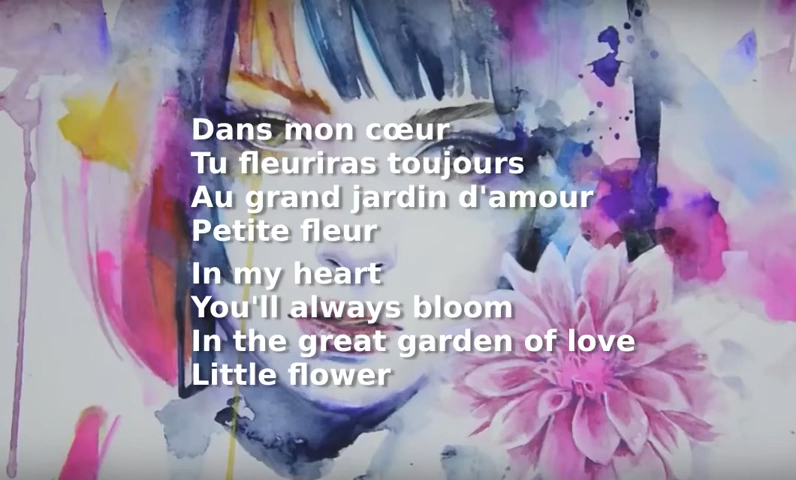 Dans mon cœur
Tu fleuriras toujours
Au grand jardin d'amour
Petite fleur
In my heart
You'll always bloom
In the great garden of love
Little flower